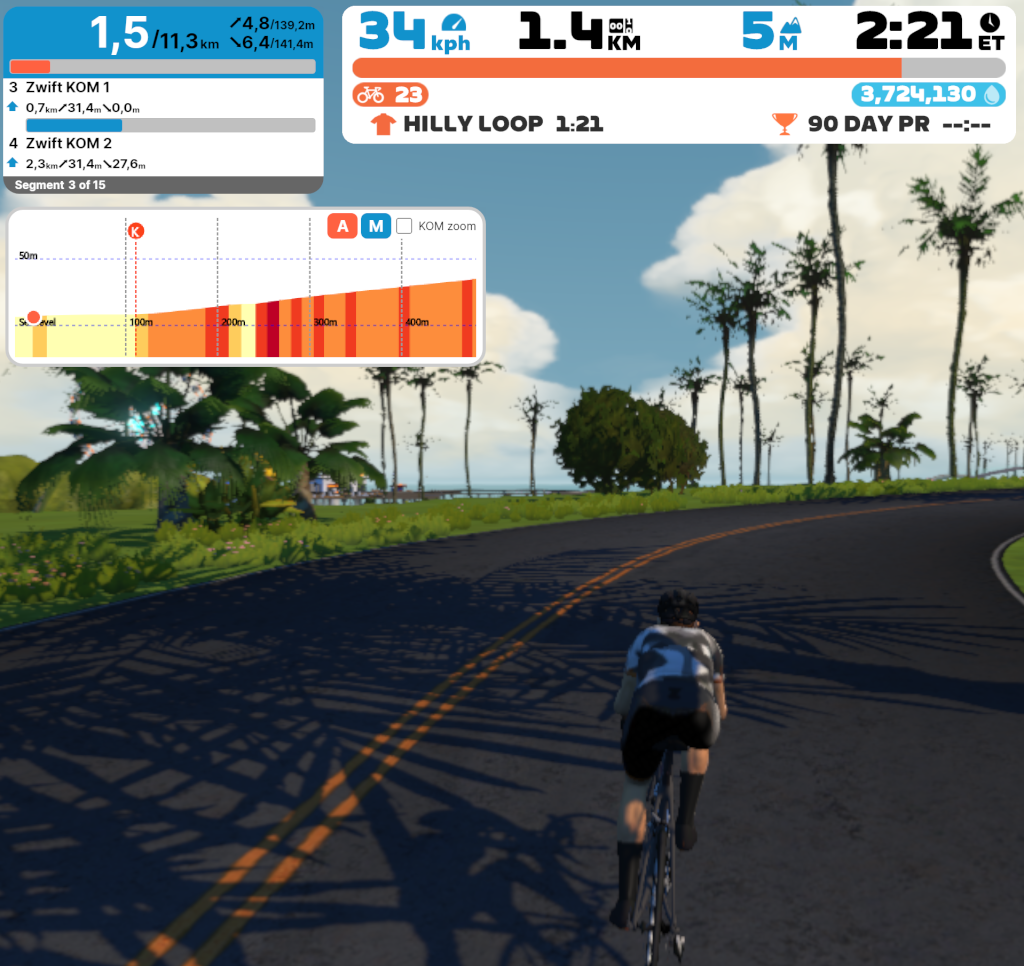 1,5/11,3km
4,8/139,2m
6,4/141,4m
3 Zwift KOM 1
0,7km 31,4m 0,0m
4 Zwift KOM 2
2,3km 31,4m 27,6m
Segment 3 of 15
34 kph 1.4 KM 5 M 2:21 ET
23
3,724,130
HILLY LOOP 1:21
90 DAY PR --:--
K
A M KOM zoom
50m
100m 200m 300m 400m